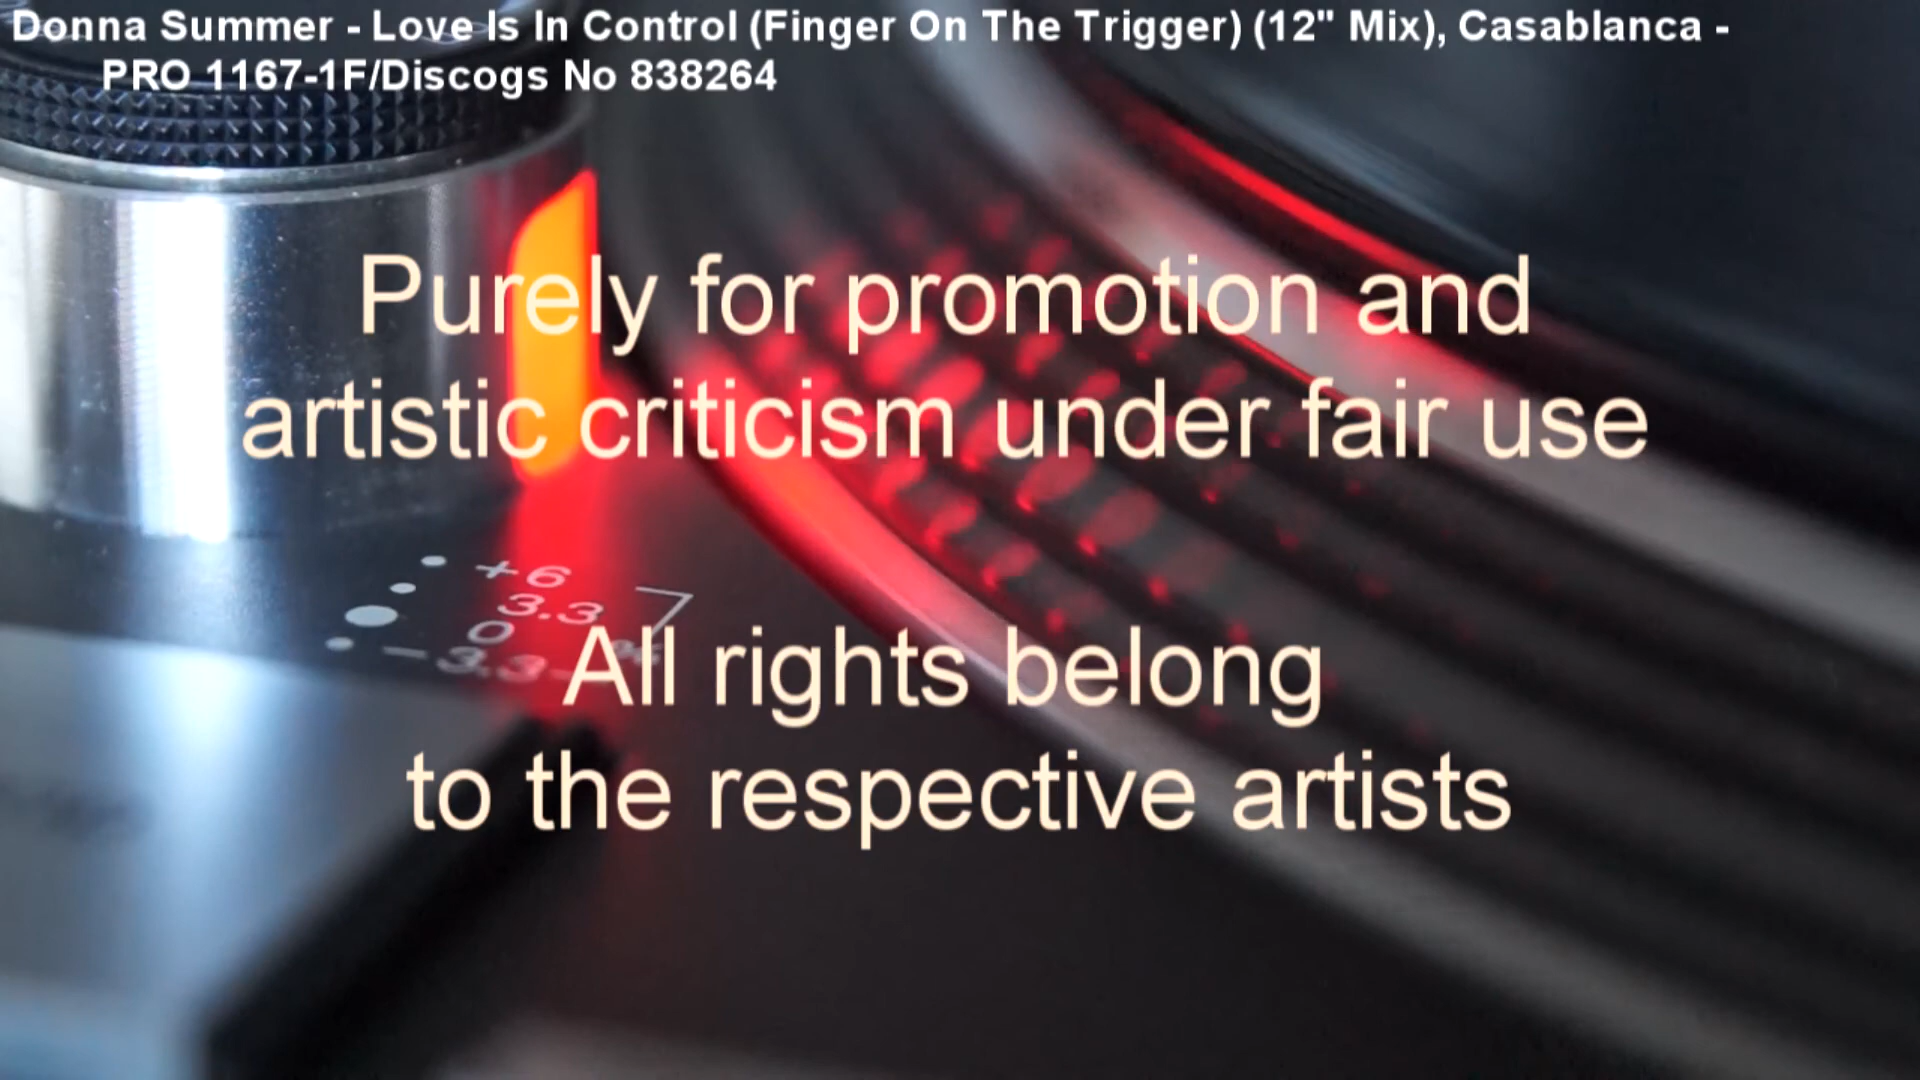 Donna Summer - Love Is In Control (Finger On The Trigger) (12" Mix), Casablanca -
PRO 1167-1F/Discogs No 838264
Purely for promotion and
artistic criticism under fair use
+6
3.3
0
-3.3
All rights belong
to the respective artists